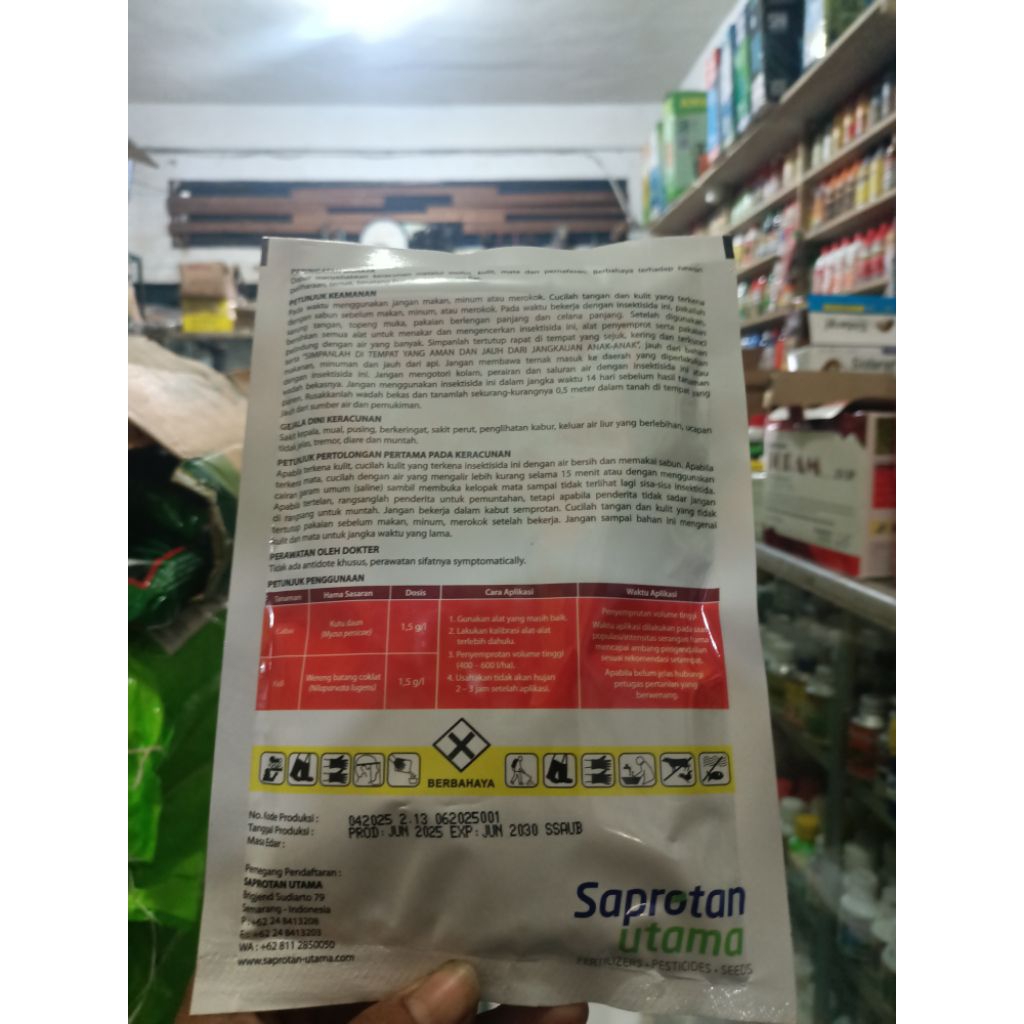 Dapat menyebabkan keracunan melalui mulut, kulit, mata dan pernafasan. Berbahaya terhadap hewan
PETUNJUK KEAMANAN
Pada waktu menggunakan jangan makan, minum atau merokok. Cucilah tangan dan kulit yang terkena
dengan sabun sebelum makan, minum, atau merokok. Pada waktu bekerja dengan insektisida ini, pakailah
sarung tangan, topeng muka, pakaian berlengan panjang dan celana panjang. Setelah digunakan,
bersihkan semua alat untuk menakar dan mengencerkan insektisida ini, alat penyemprot serta pakaian
pelindung dengan air yang banyak. Simpanlah tertutup rapat di tempat yang sejuk, kering dan terkunci
serta "SIMPANLAH DI TEMPAT YANG AMAN DAN JAUH DARI JANGKAUAN ANAK-ANAK", jauh dari bahan
makanan, minuman dan jauh dari api. Jangan membawa ternak masuk ke daerah yang diperlakukan
dengan insektisida ini. Jangan mengotori kolam, perairan dan saluran air dengan insektisida ini atau
wadah bekasnya. Jangan menggunakan insektisida ini dalam jangka waktu 14 hari sebelum hasil tanaman
panen. Rusakkanlah wadah bekas dan tanamlah sekurang-kurangnya 0,5 meter dalam tanah di tempat yang
jauh dari sumber air dan pemukiman.
GEJALA DINI KERACUNAN
Sakit kepala, mual, pusing, berkeringat, sakit perut, penglihatan kabur, keluar air liur yang berlebihan, ucapan
tidak jelas, tremor, diare dan muntah.
PETUNJUK PERTOLONGAN PERTAMA PADA KERACUNAN
Apabila terkena kulit, cucilah kulit yang terkena insektisida ini dengan air bersih dan memakai sabun. Apabila
terkena mata, cucilah dengan air yang mengalir lebih kurang selama 15 menit atau dengan menggunakan
cairan garam umum (saline) sambil membuka kelopak mata sampai tidak terlihat lagi sisa-sisa insektisida.
Apabila tertelan, rangsanglah penderita untuk pemuntahan, tetapi apabila penderita tidak sadar jangan
di rangsang untuk muntah. Jangan bekerja dalam kabut semprotan. Cucilah tangan dan kulit yang tidak
tertutup pakaian sebelum makan, minum, merokok setelah bekerja. Jangan sampai bahan ini mengenai
kulit dan mata untuk jangka waktu yang lama.
PERAWATAN OLEH DOKTER
Tidak ada antidote khusus, perawatan sifatnya symptomatically.
PETUNJUK PENGGUNAAN
Tanaman Hama Sasaran Dosis Cara Aplikasi Waktu Aplikasi
Cabai
Kutu daun
(Myzus persicae)
1,5 g/l
Padi
Wereng batang coklat
(Nilaparvata lugens)
1,5 g/l
1. Gunakan alat yang masih baik.
2. Lakukan kalibrasi alat-alat
terlebih dahulu.
3. Penyemprotan volume tinggi
(400 – 600 l/ha).
4. Usahakan tidak akan hujan
2 – 3 jam setelah aplikasi.
Penyemprotan volume tinggi
Waktu aplikasi dilakukan pada saat
populasi/intensitas serangan hama
mencapai ambang pengendalian
sesuai rekomendasi setempat.
Apabila belum jelas hubungi
petugas pertanian yang
berwenang.
BERBAHAYA
No. Kode Produksi : 042025 2.13 062025001
Tanggal Produksi : PROD: JUN 2025 EXP: JUN 2030 SSAUB
Masa Edar :
Pemegang Pendaftaran :
SAPROTAN UTAMA
Brigjend Sudiarto 79
Semarang - Indonesia
P : +62 24 8413208
F : +62 24 8413203
WA : +62 811 2850050
www.saprotan-utama.com
Saprotan
utama
FERTILIZERS • PESTICIDES • SEEDS